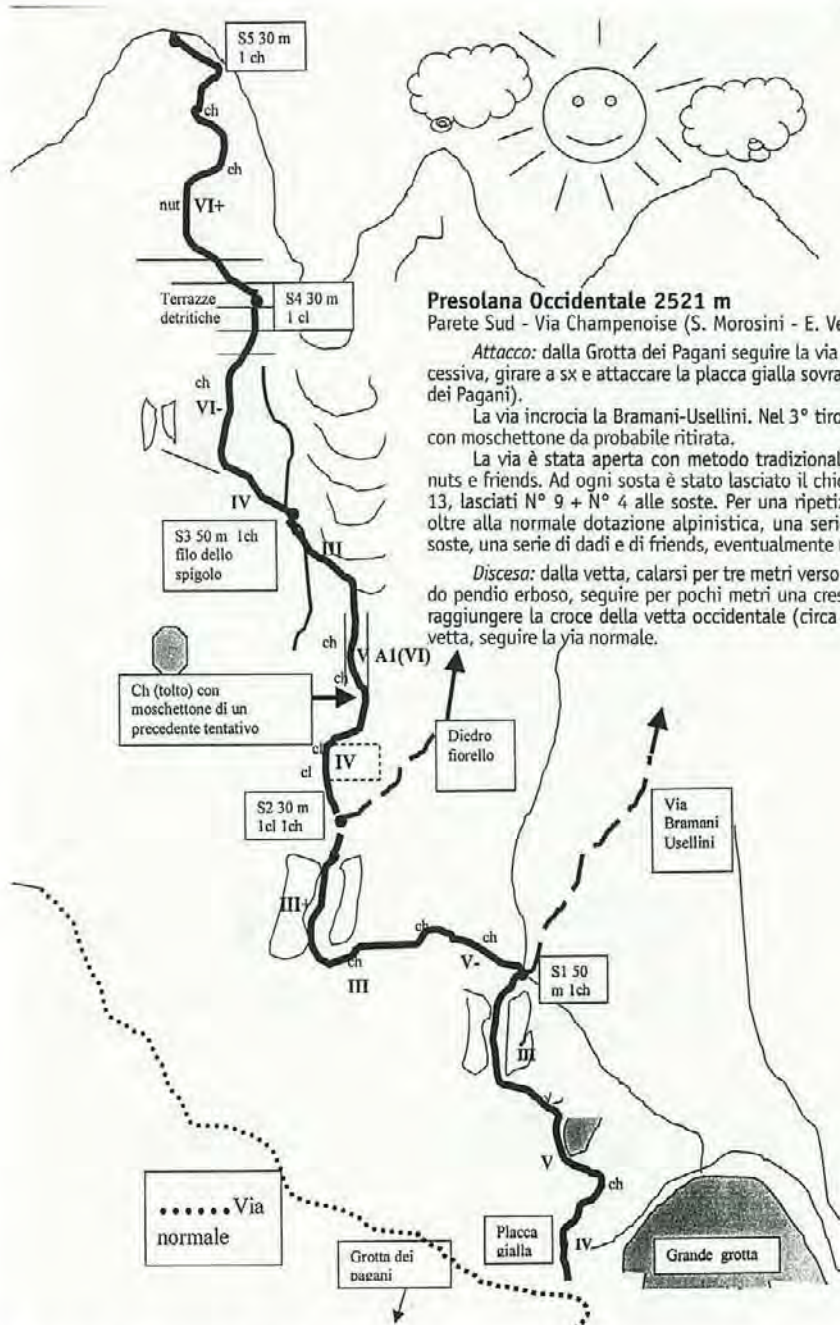 S5 30 m
1 ch
ch
ch
nut
VI+
Terrazze
detritiche
S4 30 m
1 cl
Presolana Occidentale 2521 m
Parete Sud - Via Champenoise (S. Morosini - E. Ve
Attacco: dalla Grotta dei Pagani seguire la via
cessiva, girare a sx e attaccare la placca gialla sovra
dei Pagani).
La via incrocia la Bramani-Usellini. Nel 3° tiro
con moschettone da probabile ritirata.
La via è stata aperta con metodo tradizional
nuts e friends. Ad ogni sosta è stato lasciato il chio
13, lasciati N° 9 + N° 4 alle soste. Per una ripetiz
oltre alla normale dotazione alpinistica, una seri
soste, una serie di dadi e di friends, eventualmente
Discesa: dalla vetta, calarsi per tre metri verso
do pendio erboso, seguire per pochi metri una cres
raggiungere la croce della vetta occidentale (circa
vetta, seguire la via normale.
ch
VI-
IV
S3 50 m 1ch
filo dello
spigolo
III
ch
V A1(VI)
ch
Ch (tolto) con
moschettone di un
precedente tentativo
ch
IV
cl
Diedro
fiorello
S2 30 m
1cl 1ch
Via
Bramani
Usellini
III+
ch
ch
V-
ch
III
S1 50
m 1ch
III
V
ch
Via
normale
Placca
gialla
IV
Grande grotta
Grotta dei
pagani